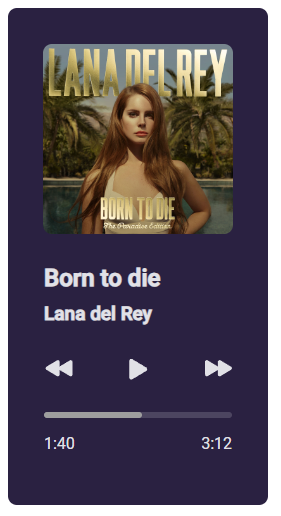 LANA DEL REY
BORN TO DIE
The Paradise Edition
Born to die
Lana del Rey
1:40 3:12